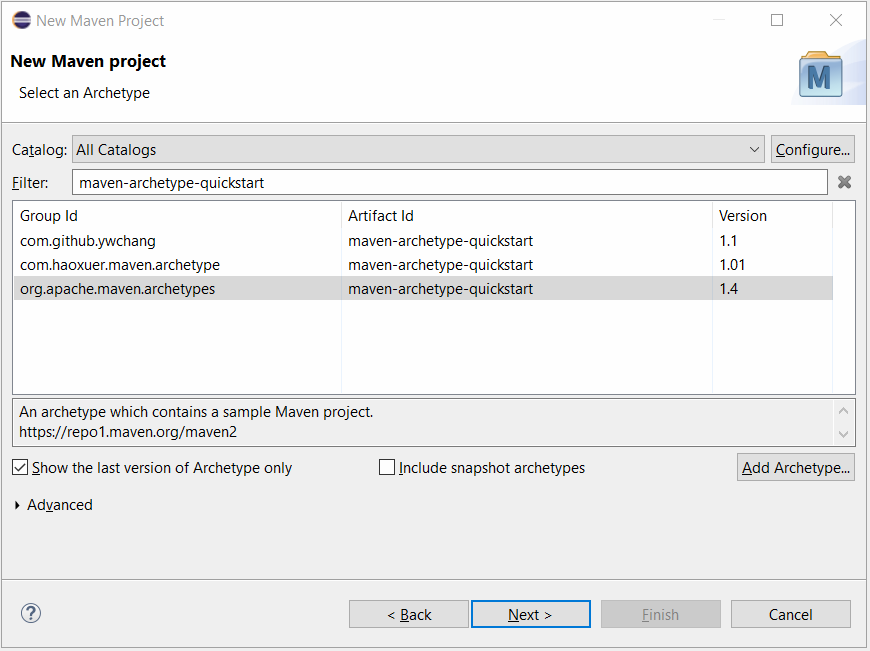 New Maven Project
New Maven project
Select an Archetype
M
Catalog: All Catalogs Configure...
Filter: maven-archetype-quickstart
Group Id Artifact Id Version
com.github.ywchang maven-archetype-quickstart 1.1
com.haoxuer.maven.archetype maven-archetype-quickstart 1.01
org.apache.maven.archetypes maven-archetype-quickstart 1.4
An archetype which contains a sample Maven project.
https://repo1.maven.org/maven2
Show the last version of Archetype only Include snapshot archetypes Add Archetype...
Advanced
? < Back Next > Finish Cancel